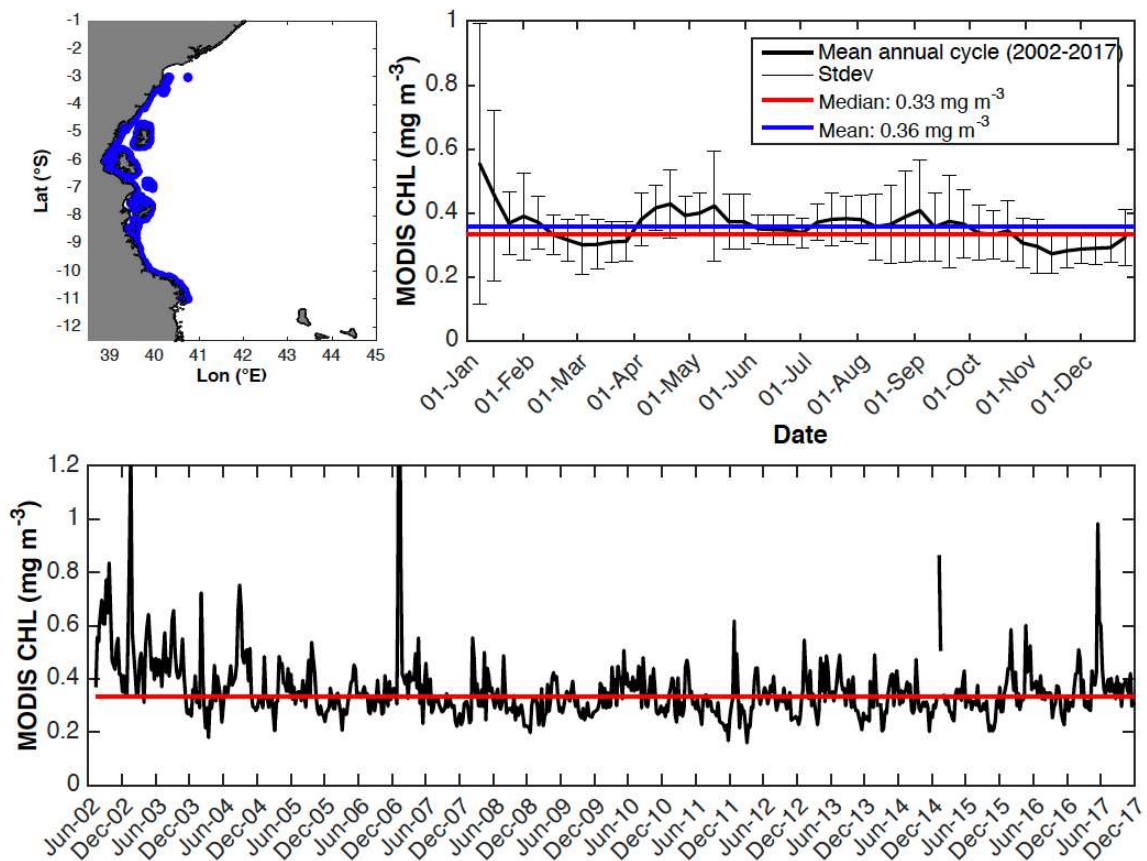 -1
-2
-3
-4
-5
-6
-7
-8
-9
-10
-11
-12
Lat (°S)
39 40 41 42 43 44 45
Lon (°E)
1
0.8
0.6
0.4
0.2
0
MODIS CHL (mg m-3)
Mean annual cycle (2002-2017)
Stdev
Median: 0.33 mg m-3
Mean: 0.36 mg m-3
01-Jan 01-Feb 01-Mar 01-Apr 01-May 01-Jun 01-Jul 01-Aug 01-Sep 01-Oct 01-Nov 01-Dec
Date
1.2
1
0.8
0.6
0.4
0.2
0
MODIS CHL (mg m-3)
Jun-02 Dec-02 Jun-03 Dec-03 Jun-04 Dec-04 Jun-05 Dec-05 Jun-06 Dec-06 Jun-07 Dec-07 Jun-08 Dec-08 Jun-09 Dec-09 Jun-10 Dec-10 Jun-11 Dec-11 Jun-12 Dec-12 Jun-13 Dec-13 Jun-14 Dec-14 Jun-15 Dec-15 Jun-16 Dec-16 Jun-17 Dec-17